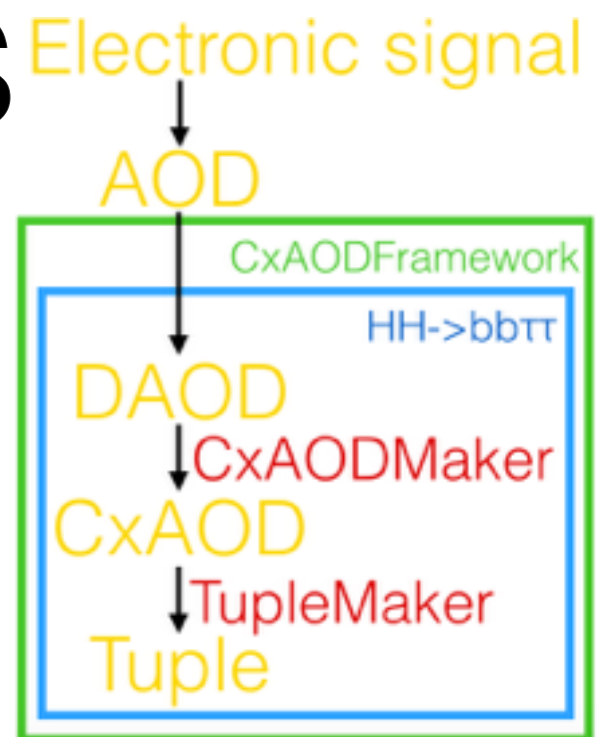 Electronic signal
AOD
CxAODFramework
HH->bbττ
DAOD
CxAODMaker
CxAOD
TupleMaker
Tuple